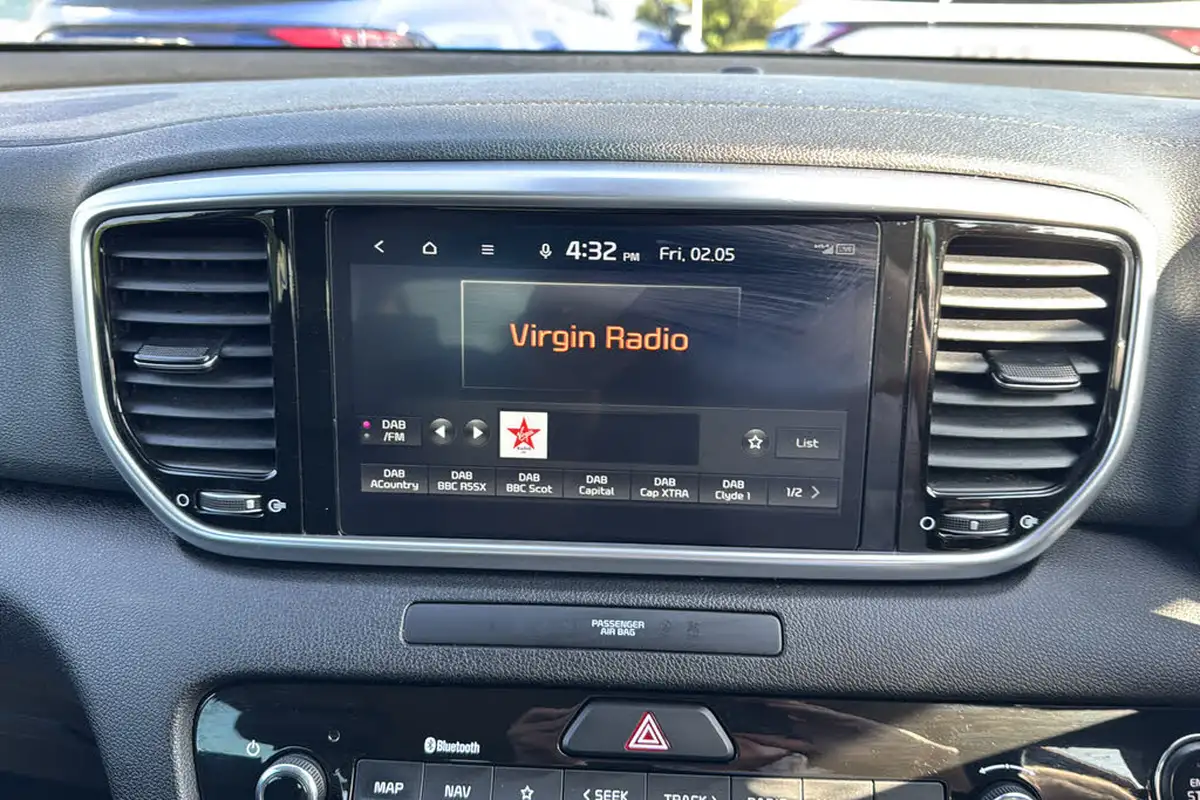 4:32 PM Fri, 02.05
Virgin Radio
DAB
/FM
List
DAB
ACountry
DAB
BBC R5SX
DAB
BBC Scot
DAB
Capital
DAB
Cap XTRA
DAB
Clyde 1
1/2
PASSENGER
AIR BAG
Bluetooth
MAP
NAV
SEEK
TRACK